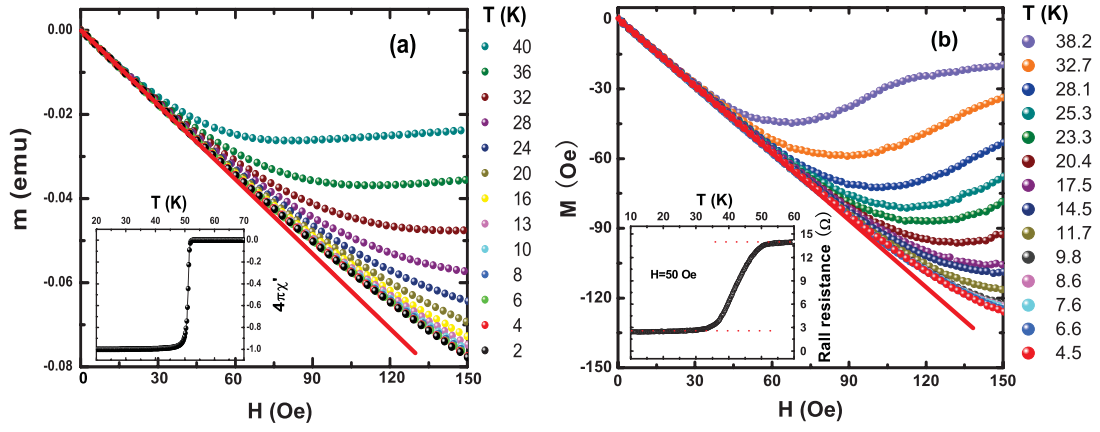 (a)
T (K)
40
36
32
28
24
20
16
13
10
8
6
4
2
0.00
-0.02
-0.04
-0.06
-0.08
m (emu)
0 30 60 90 120 150
H (Oe)
T (K)
20 30 40 50 60 70
0.0
-0.2
-0.4
-0.6
-0.8
-1.0
4πχ'
(b)
T (K)
38.2
32.7
28.1
25.3
23.3
20.4
17.5
14.5
11.7
9.8
8.6
7.6
6.6
4.5
0
-30
-60
-90
-120
-150
M (Oe)
0 30 60 90 120 150
H (Oe)
T (K)
10 20 30 40 50 60
H=50 Oe
15
12
9
6
3
0
Rall resistance (Ω)